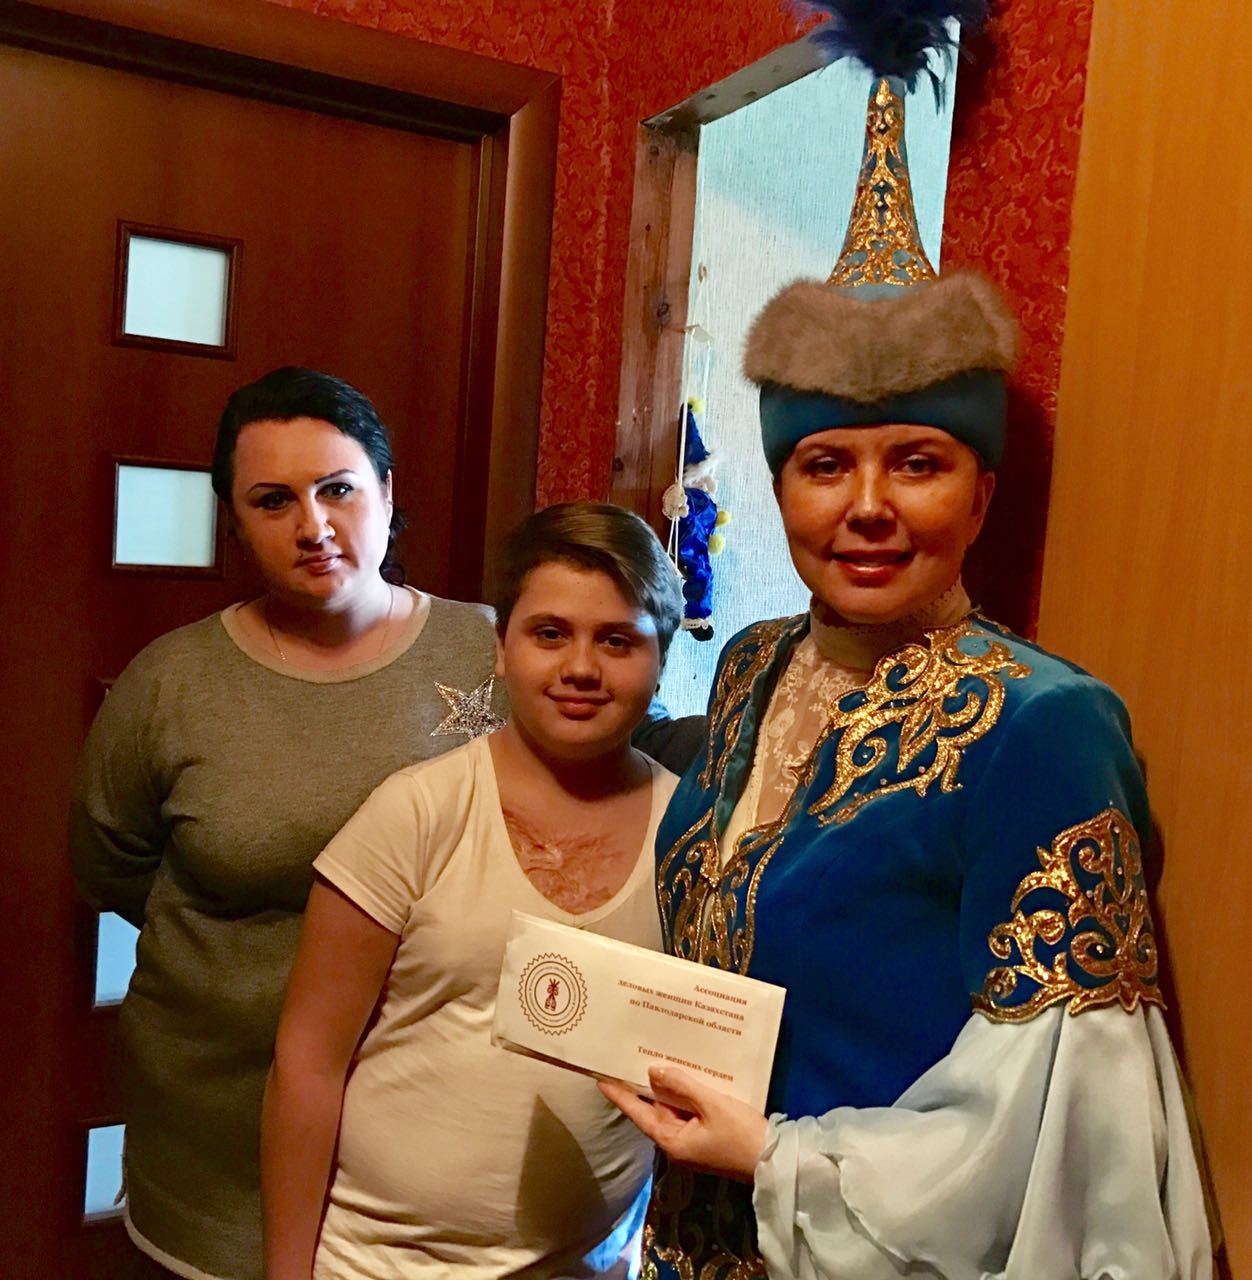 Ассоциация
деловых женщин Казахстана
по Павлодарской области
Тепло женских сердец